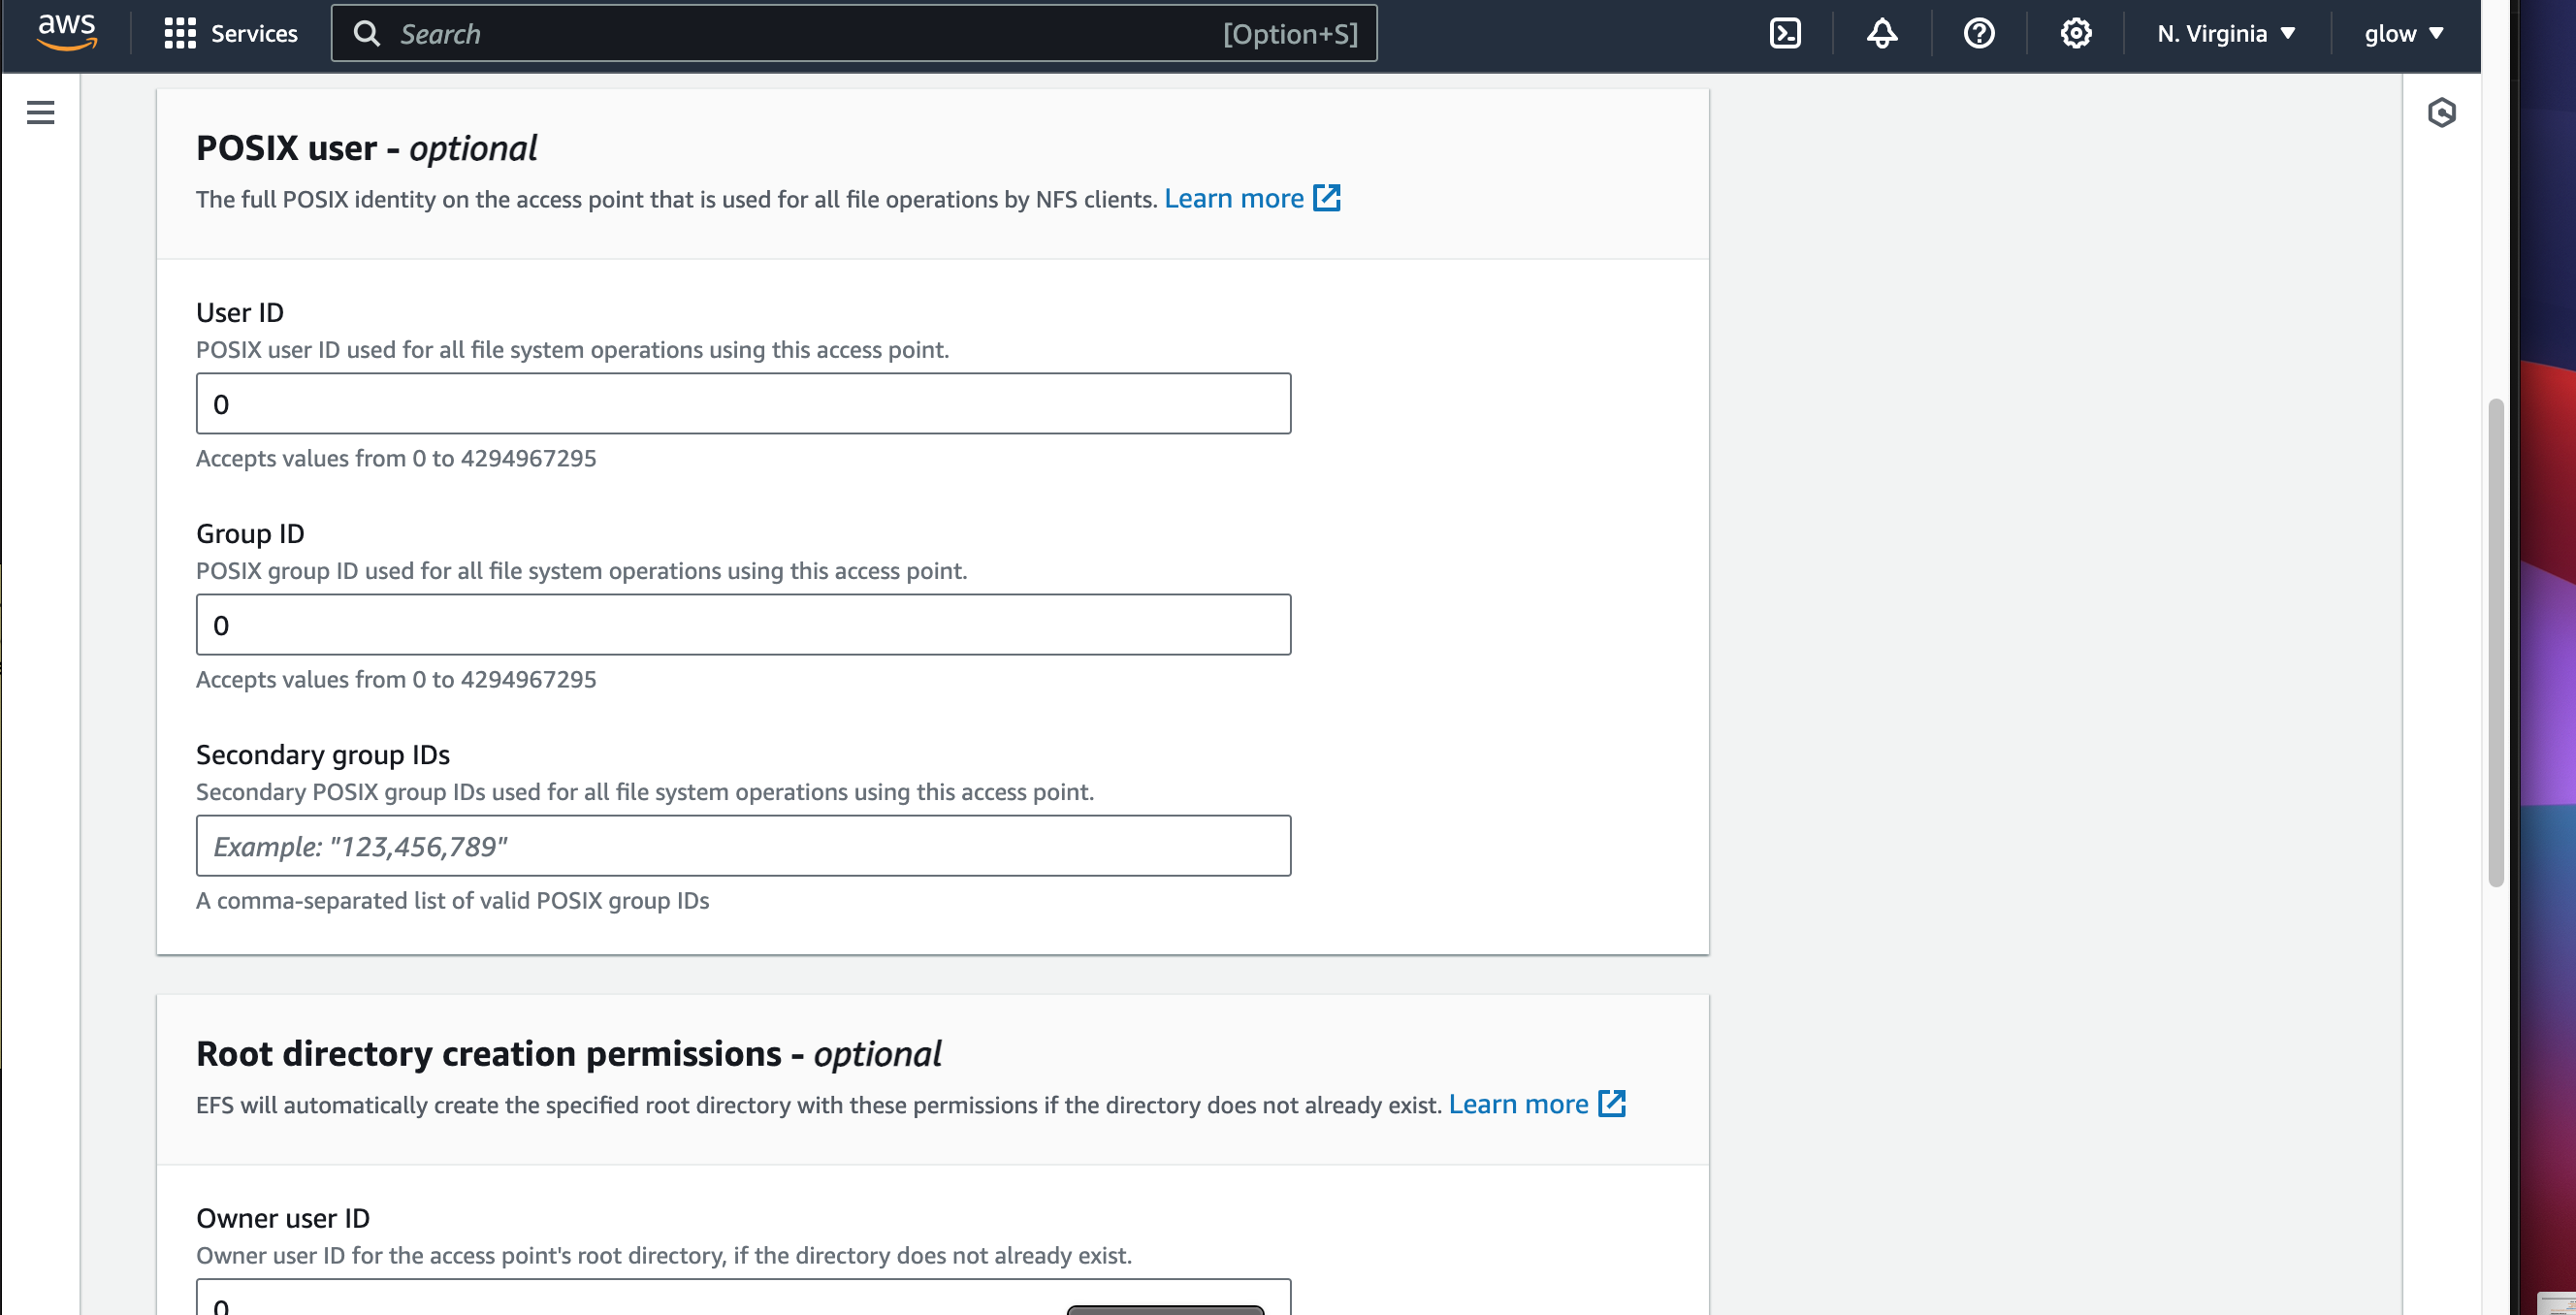 aws
Services
Search
[Option+S]
N. Virginia
glow
POSIX user - optional
The full POSIX identity on the access point that is used for all file operations by NFS clients. Learn more
User ID
POSIX user ID used for all file system operations using this access point.
0
Accepts values from 0 to 4294967295
Group ID
POSIX group ID used for all file system operations using this access point.
0
Accepts values from 0 to 4294967295
Secondary group IDs
Secondary POSIX group IDs used for all file system operations using this access point.
Example: "123,456,789"
A comma-separated list of valid POSIX group IDs
Root directory creation permissions - optional
EFS will automatically create the specified root directory with these permissions if the directory does not already exist. Learn more
Owner user ID
Owner user ID for the access point's root directory, if the directory does not already exist.
0